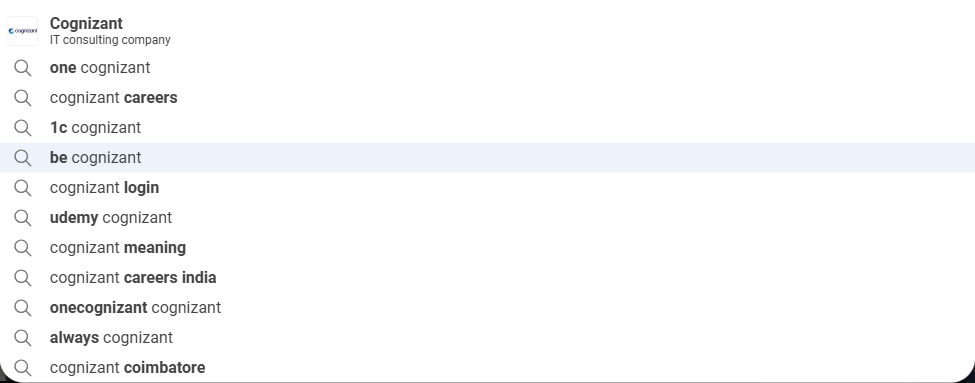 cognizant
Cognizant
IT consulting company
one cognizant
cognizant careers
1c cognizant
be cognizant
cognizant login
udemy cognizant
cognizant meaning
cognizant careers india
onecognizant cognizant
always cognizant
cognizant coimbatore